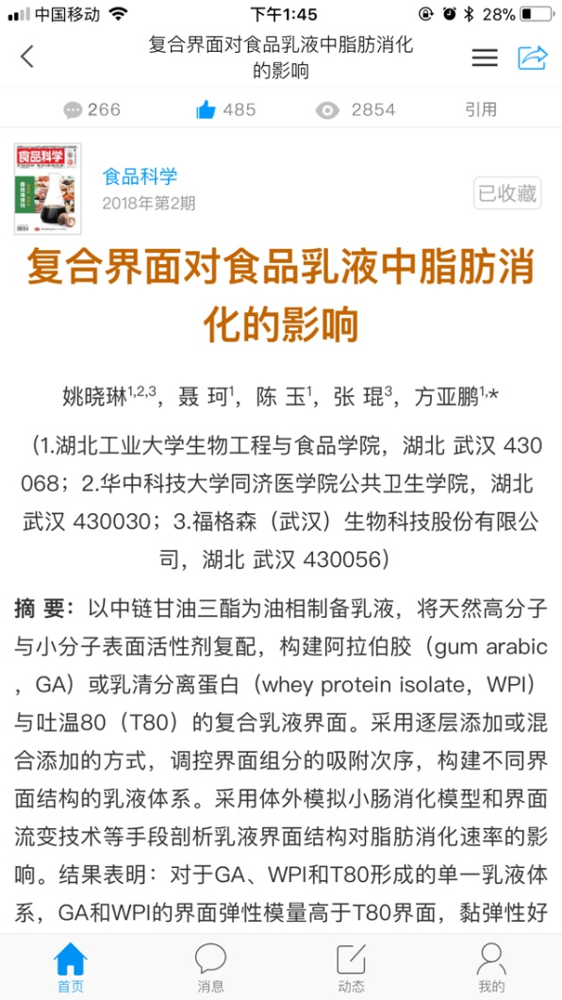 中国移动 下午1:45 28%
复合界面对食品乳液中脂肪消化
的影响
266 485 2854 引用
食品科学
食品科学
2018年第2期
已收藏
复合界面对食品乳液中脂肪消
化的影响
姚晓琳1,2,3，聂 珂1，陈 玉1，张 琨3，方亚鹏1,*
（1.湖北工业大学生物工程与食品学院，湖北 武汉 430
068；2.华中科技大学同济医学院公共卫生学院，湖北
武汉 430030；3.福格森（武汉）生物科技股份有限公
司，湖北 武汉 430056）
摘 要：以中链甘油三酯为油相制备乳液，将天然高分子
与小分子表面活性剂复配，构建阿拉伯胶（gum arabic
，GA）或乳清分离蛋白（whey protein isolate，WPI）
与吐温80（T80）的复合乳液界面。采用逐层添加或混
合添加的方式，调控界面组分的吸附次序，构建不同界
面结构的乳液体系。采用体外模拟小肠消化模型和界面
流变技术等手段剖析乳液界面结构对脂肪消化速率的影
响。结果表明：对于GA、WPI和T80形成的单一乳液体
系，GA和WPI的界面弹性模量高于T80界面，黏弹性好
首页 消息 动态 我的